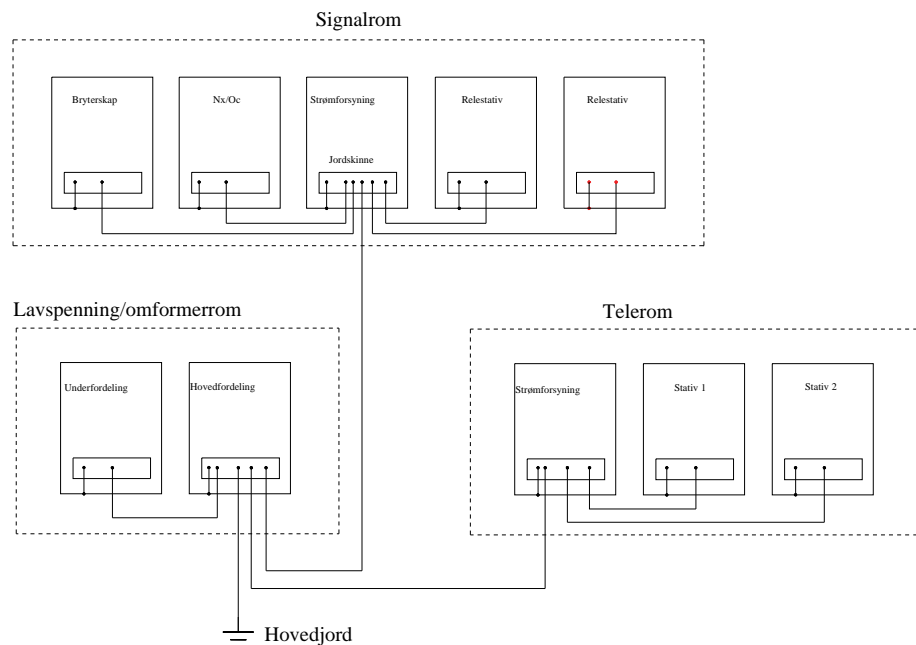 Signalrom
Bryterskap
Nx/Oc
Strømforsyning
Relestativ
Relestativ
Jordskinne
Lavspenning/omformerrom
Telerom
Underfordeling
Hovedfordeling
Strømforsyning
Stativ 1
Stativ 2
Hovedjord